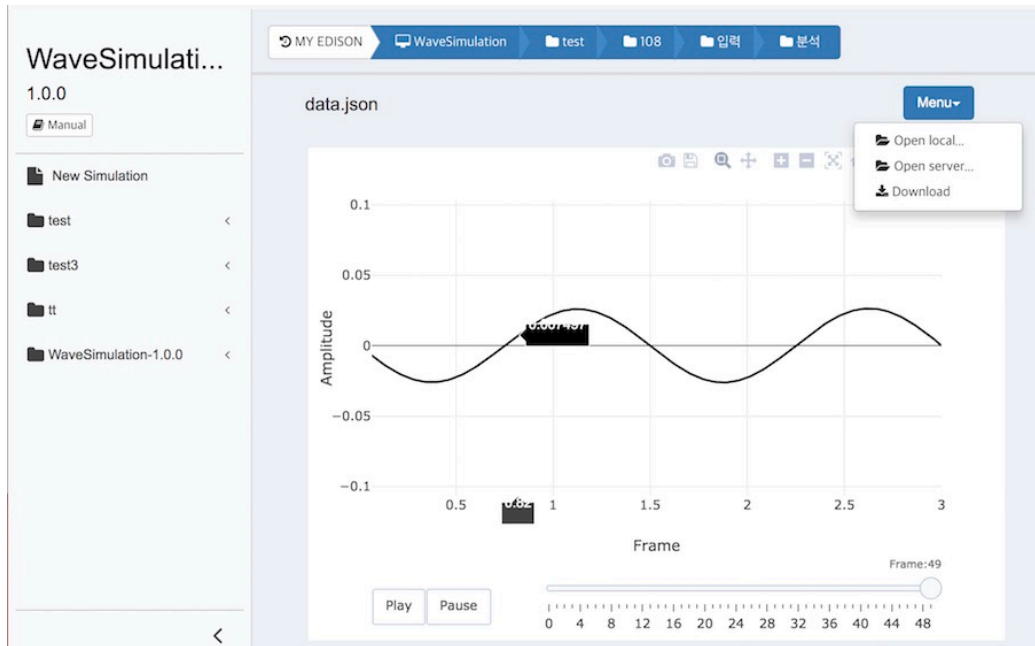 WaveSimulati...
1.0.0
Manual
New Simulation
test
test3
tt
WaveSimulation-1.0.0
MY EDISON WaveSimulation test 108 입력 분석
data.json
Menu
Open local...
Open server...
Download
0.1
0.05
0
−0.05
−0.1
Amplitude
0.5 1 1.5 2 2.5 3
Frame
Frame:49
Play Pause
0 4 8 12 16 20 24 28 32 36 40 44 48